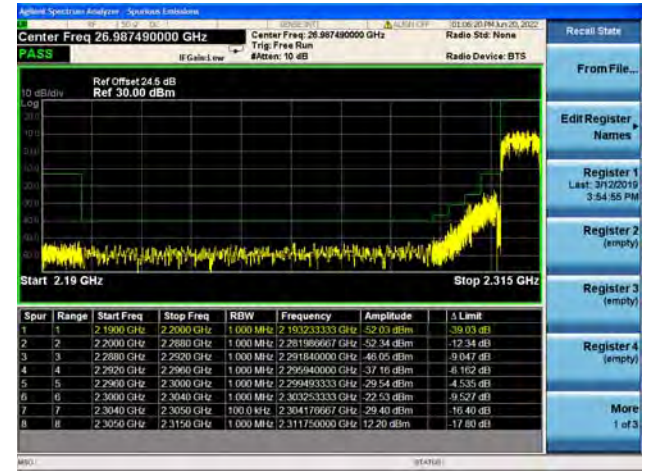 Agilent Spectrum Analyzer - Spurious Emissions
Center Freq 26.987490000 GHz
Center Freq: 26.987490000 GHz
01:06:20 PM Jun 20, 2022
Radio Std: None
Trig: Free Run
PASS
IFGain:Low
#Atten: 10 dB
Radio Device: BTS
Ref Offset 24.5 dB
10 dB/div
Ref 30.00 dBm
Log
Start 2.19 GHz
Stop 2.315 GHz
Spur Range Start Freq Stop Freq RBW Frequency Amplitude Δ Limit
1 1 2.1900 GHz 2.2000 GHz 1.000 MHz 2.193233333 GHz -52.03 dBm -39.03 dB
2 2 2.2000 GHz 2.2880 GHz 1.000 MHz 2.281986667 GHz -52.34 dBm -12.34 dB
3 3 2.2880 GHz 2.2920 GHz 1.000 MHz 2.291840000 GHz -46.05 dBm -9.047 dB
4 4 2.2920 GHz 2.2960 GHz 1.000 MHz 2.295940000 GHz -37.16 dBm -8.162 dB
5 5 2.2960 GHz 2.3000 GHz 1.000 MHz 2.299493333 GHz -29.54 dBm -4.535 dB
6 6 2.3000 GHz 2.3040 GHz 1.000 MHz 2.303253333 GHz -22.53 dBm -9.527 dB
7 7 2.3040 GHz 2.3050 GHz 100.0 kHz 2.304176667 GHz -29.40 dBm -16.40 dB
8 8 2.3050 GHz 2.3150 GHz 1.000 MHz 2.311750000 GHz 12.20 dBm -17.80 dB
MSG
STATUS
Recall State
From File...
Edit Register
Names
Register 1
Last: 3/12/2019
3:54:55 PM
Register 2
(empty)
Register 3
(empty)
Register 4
(empty)
More
1 of 3